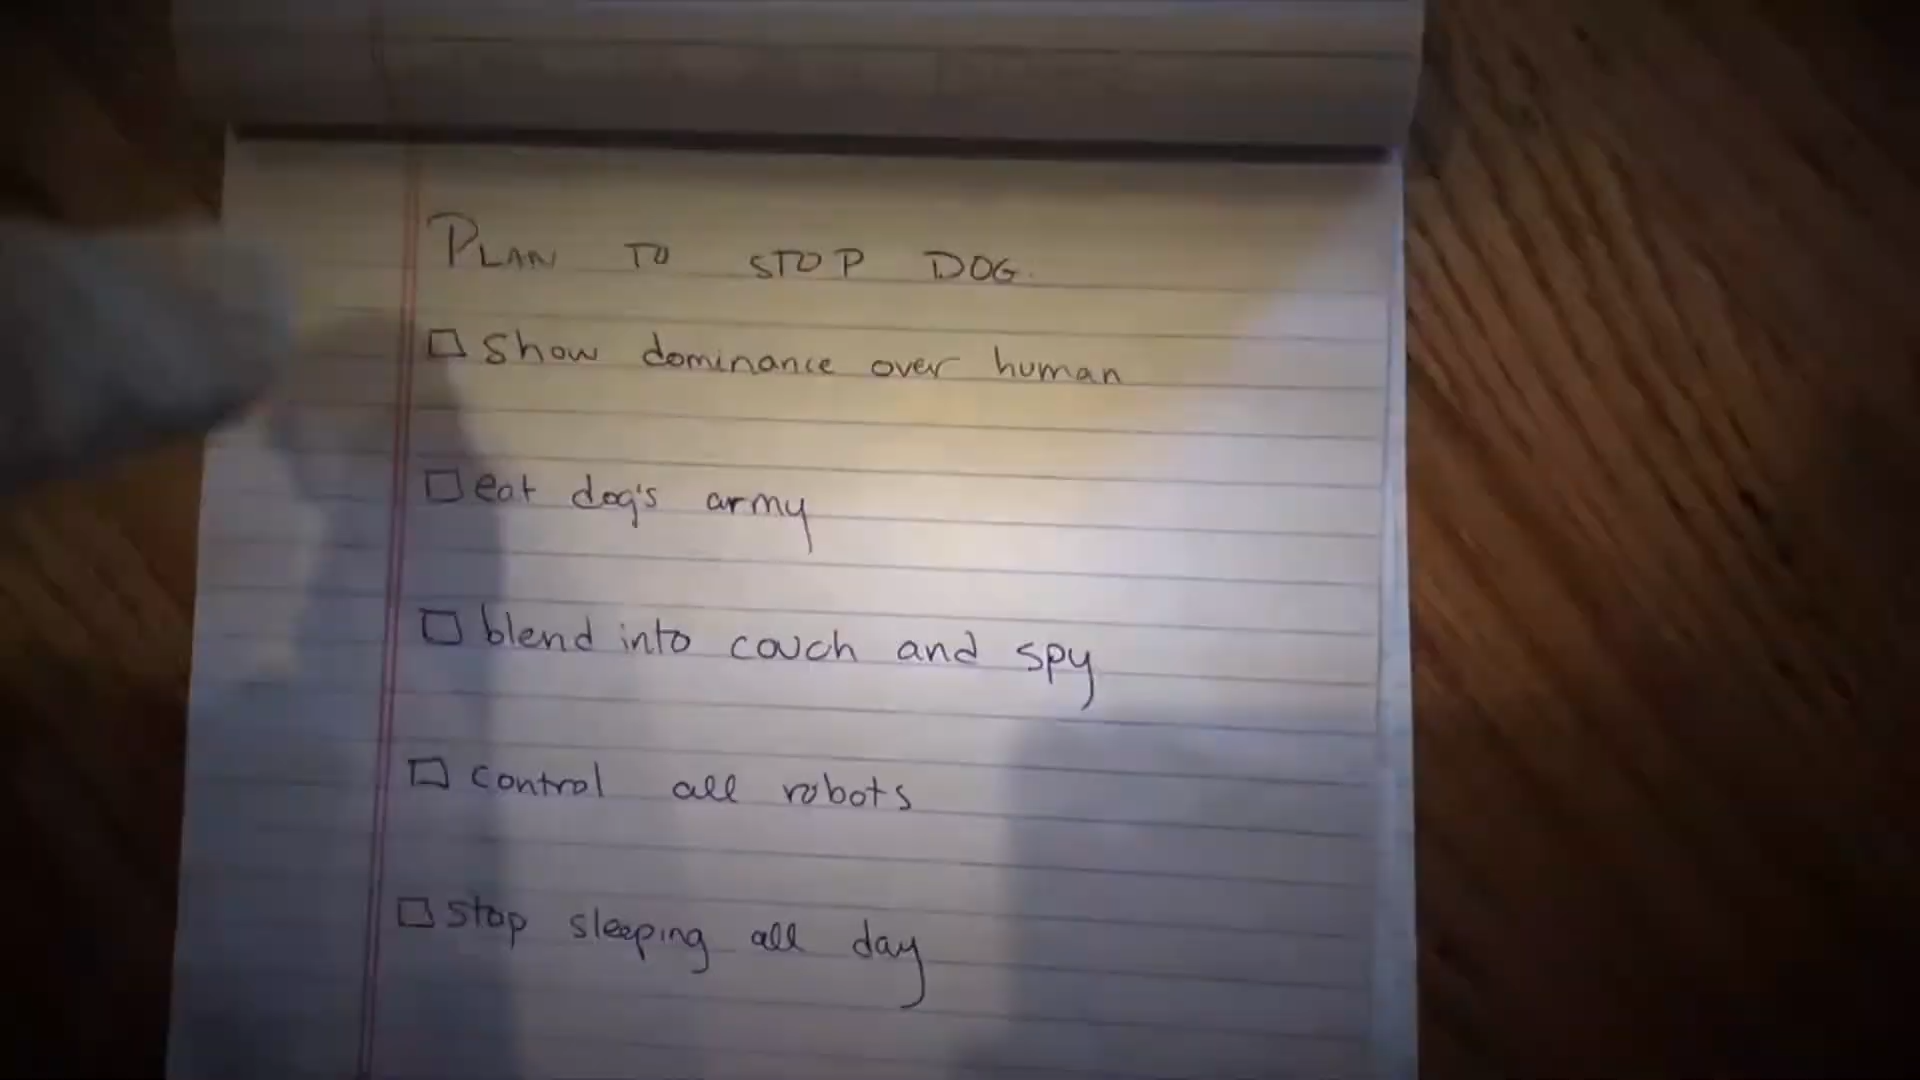 PLAN TO STOP DOG
show dominance over human
eat dog's army
blend into couch and spy
control all robots
stop sleeping all day